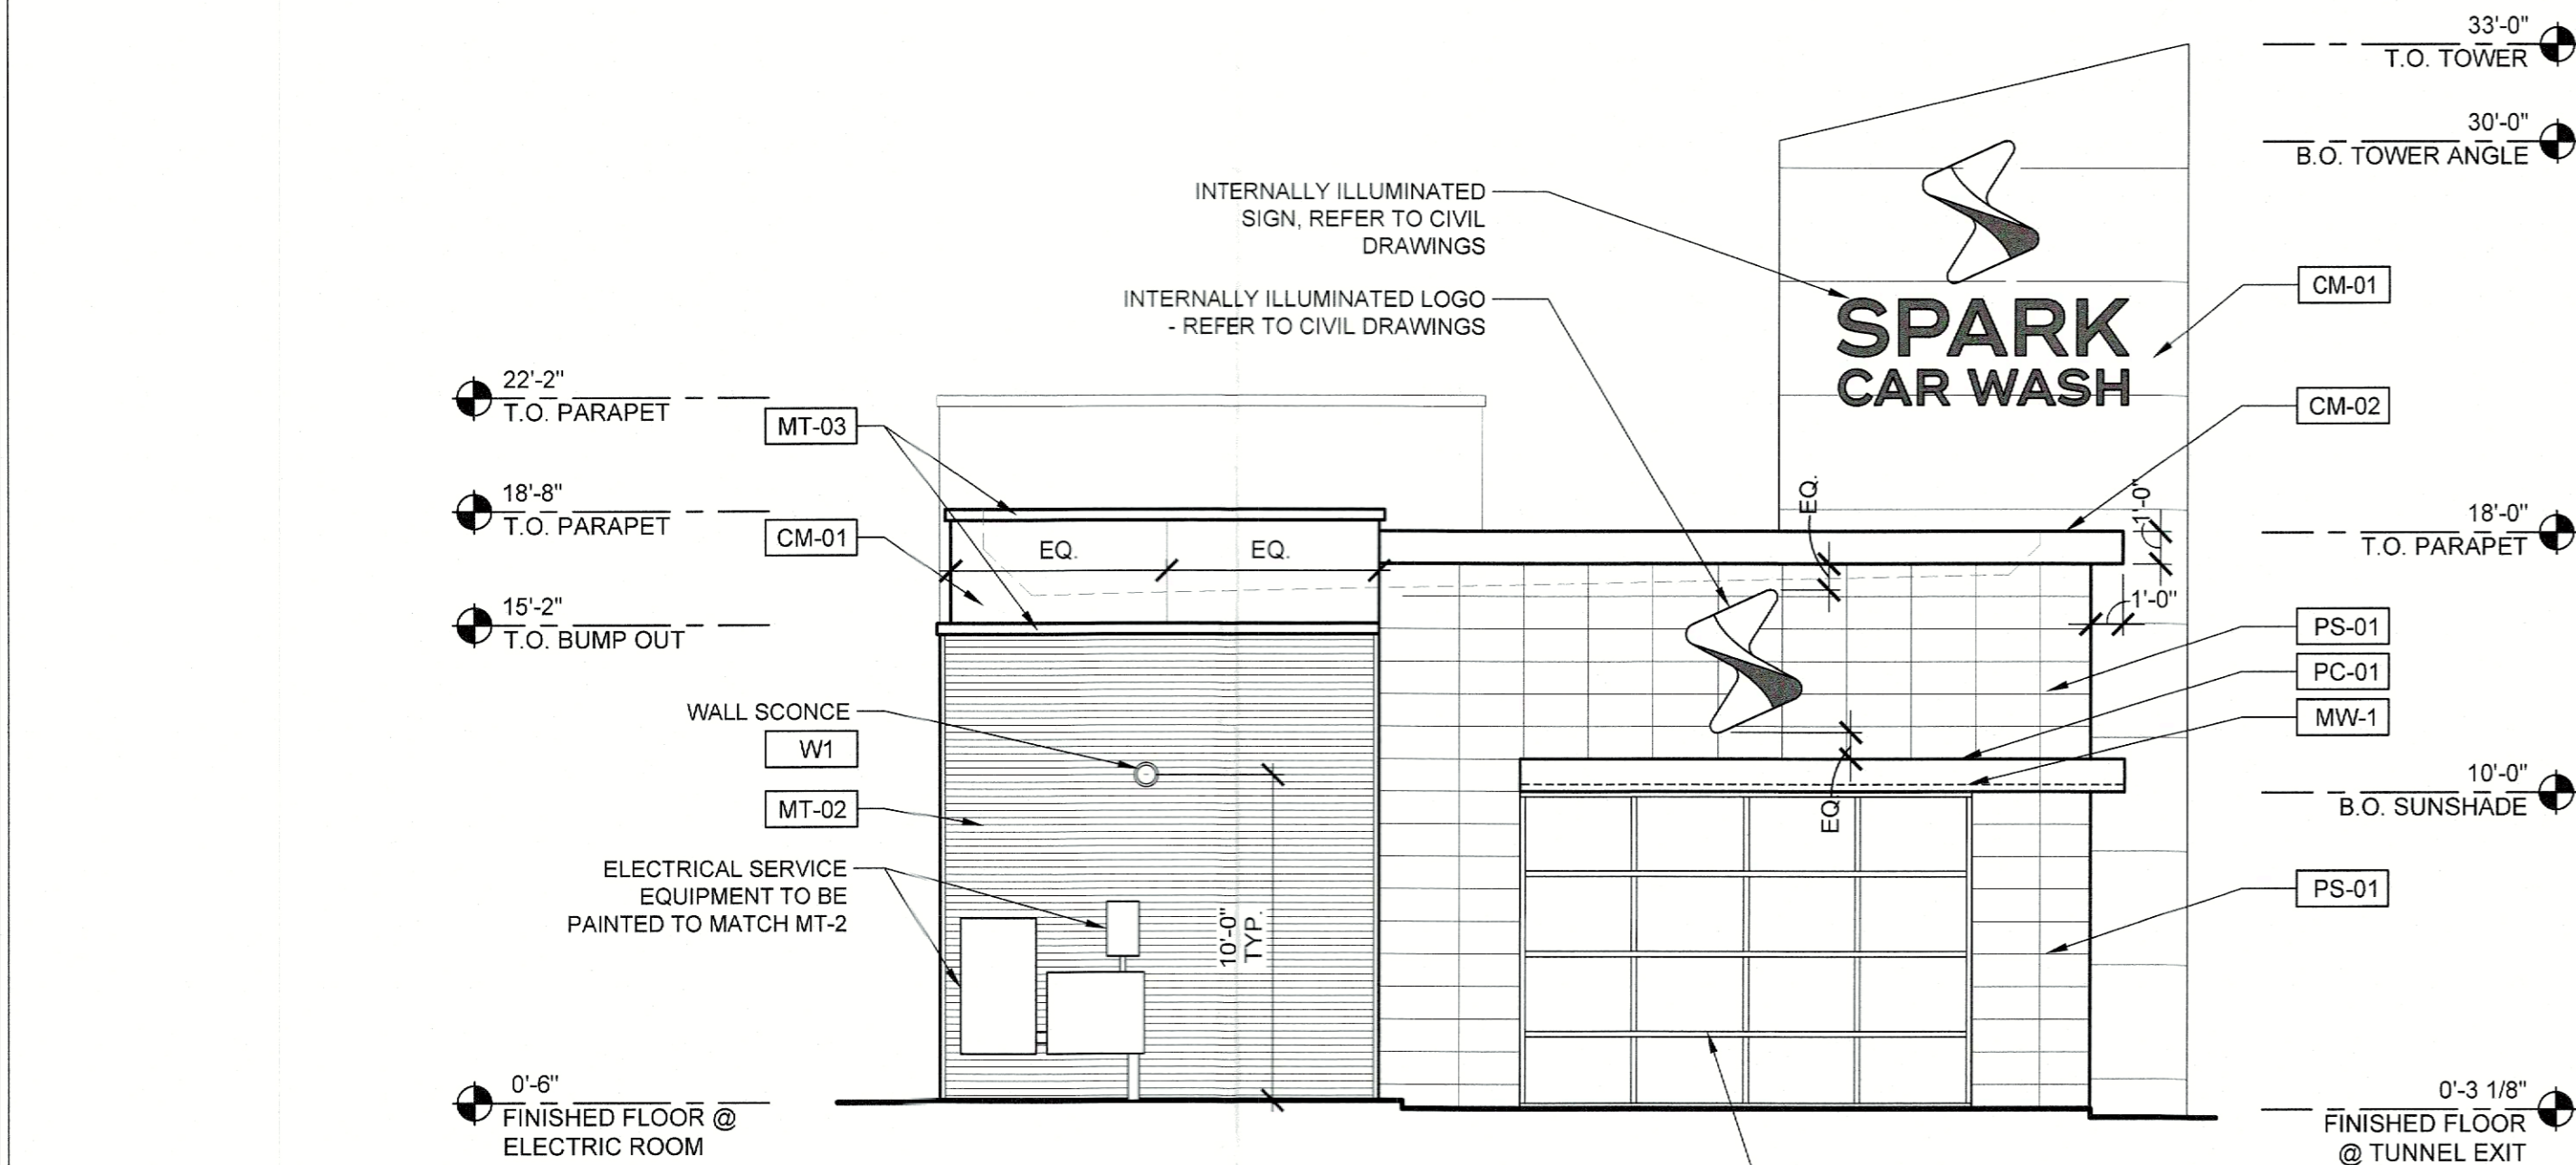 33'-0"
T.O. TOWER
30'-0"
B.O. TOWER ANGLE
INTERNALLY ILLUMINATED
SIGN, REFER TO CIVIL
DRAWINGS
INTERNALLY ILLUMINATED LOGO
- REFER TO CIVIL DRAWINGS
SPARK
CAR WASH
CM-01
CM-02
22'-2"
T.O. PARAPET
MT-03
18'-8"
T.O. PARAPET
CM-01
EQ.
EQ.
EQ.
1'-0"
18'-0"
T.O. PARAPET
15'-2"
T.O. BUMP OUT
1'-0"
PS-01
PC-01
MW-1
WALL SCONCE
W1
MT-02
EQ.
10'-0"
B.O. SUNSHADE
ELECTRICAL SERVICE
EQUIPMENT TO BE
PAINTED TO MATCH MT-2
10'-0"
TYP.
PS-01
0'-6"
FINISHED FLOOR @
ELECTRIC ROOM
0'-3 1/8"
FINISHED FLOOR
@ TUNNEL EXIT